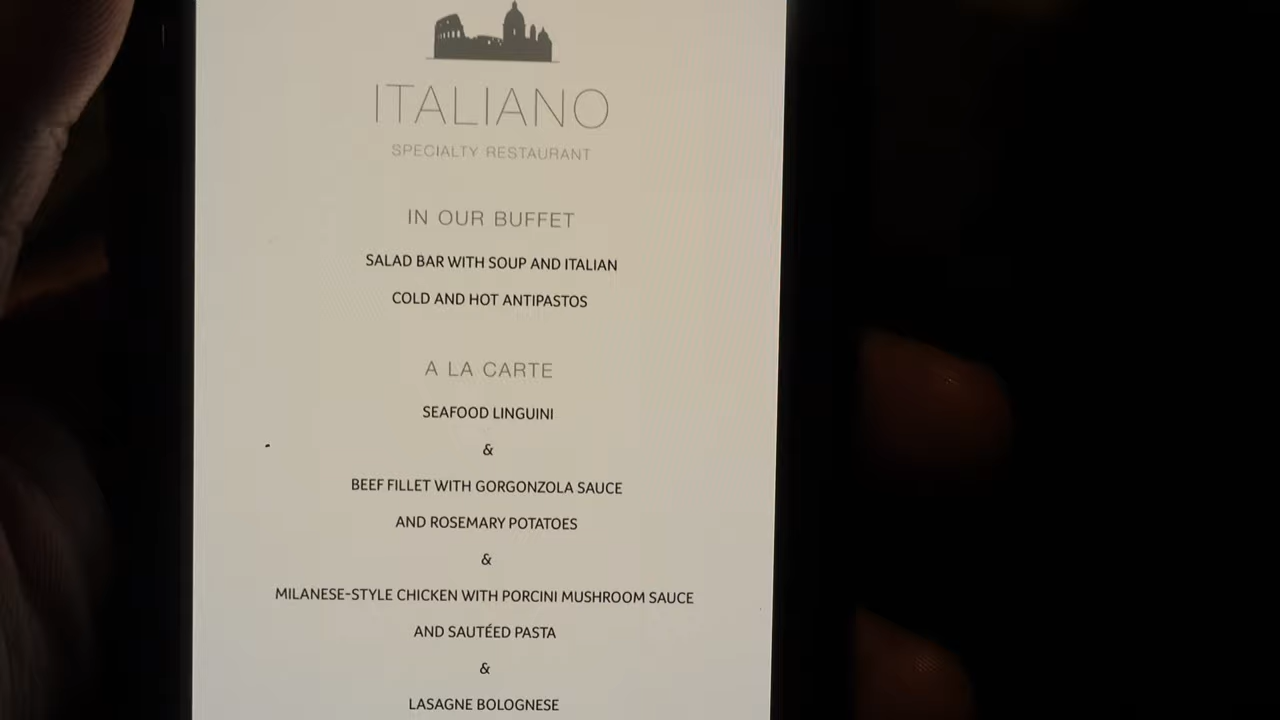 ITALIANO
SPECIALTY RESTAURANT
IN OUR BUFFET
SALAD BAR WITH SOUP AND ITALIAN
COLD AND HOT ANTIPASTOS
A LA CARTE
SEAFOOD LINGUINI
&
BEEF FILLET WITH GORGONZOLA SAUCE
AND ROSEMARY POTATOES
&
MILANESE-STYLE CHICKEN WITH PORCINI MUSHROOM SAUCE
AND SAUTÉED PASTA
&
LASAGNE BOLOGNESE